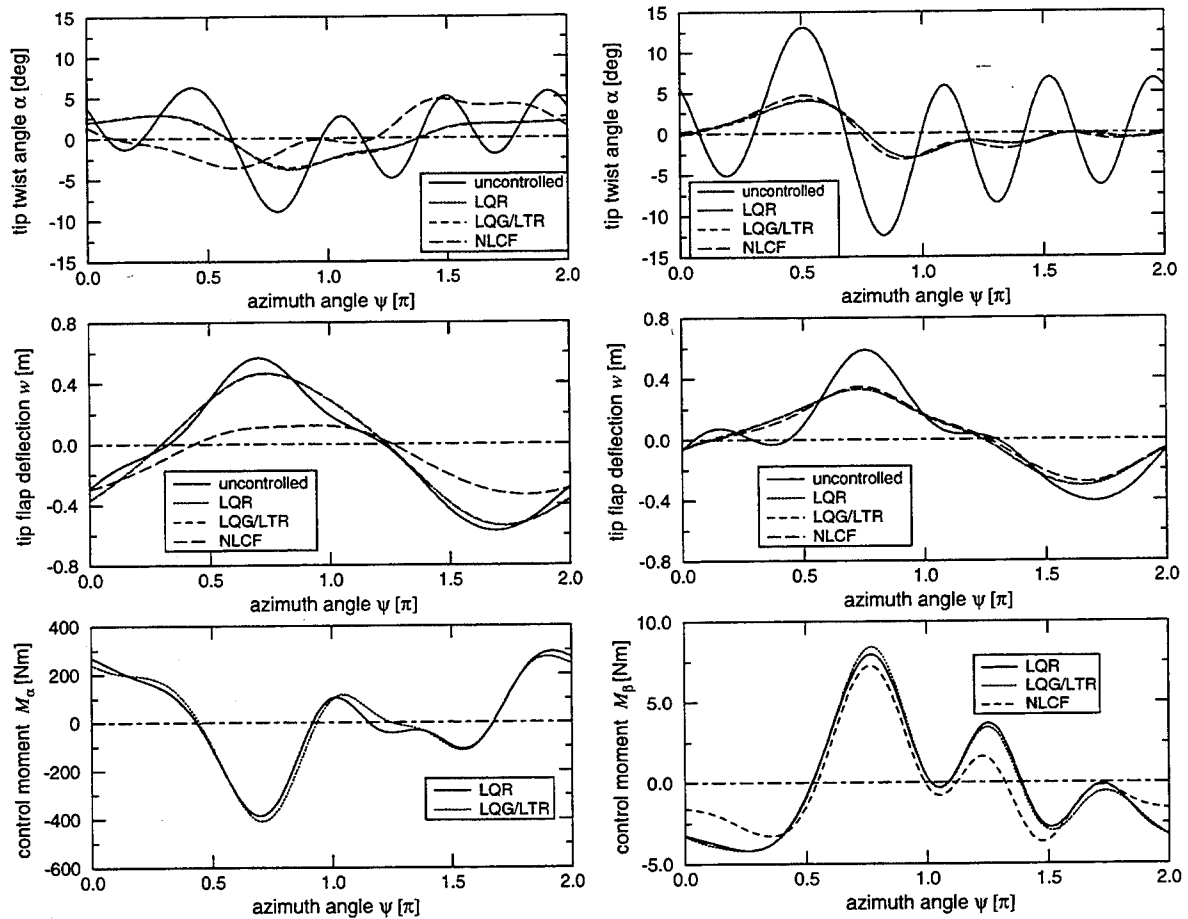 tip twist angle α [deg]
15
10
5
0
-5
-10
-15
uncontrolled
LQR
LQG/LTR
NLCF
0.0 0.5 1.0 1.5 2.0
azimuth angle ψ [π]
tip twist angle α [deg]
15
10
5
0
-5
-10
-15
uncontrolled
LQR
LQG/LTR
NLCF
0.0 0.5 1.0 1.5 2.0
azimuth angle ψ [π]
tip flap deflection w [m]
0.8
0.4
0.0
-0.4
-0.8
uncontrolled
LQR
LQG/LTR
NLCF
0.0 0.5 1.0 1.5 2.0
azimuth angle ψ [π]
tip flap deflection w [m]
0.8
0.4
0.0
-0.4
-0.8
uncontrolled
LQR
LQG/LTR
NLCF
0.0 0.5 1.0 1.5 2.0
azimuth angle ψ [π]
control moment Mα [Nm]
400
200
0
-200
-400
-600
LQR
LQG/LTR
0.0 0.5 1.0 1.5 2.0
azimuth angle ψ [π]
control moment Mβ [Nm]
10.0
5.0
0.0
-5.0
LQR
LQG/LTR
NLCF
0.0 0.5 1.0 1.5 2.0
azimuth angle ψ [π]